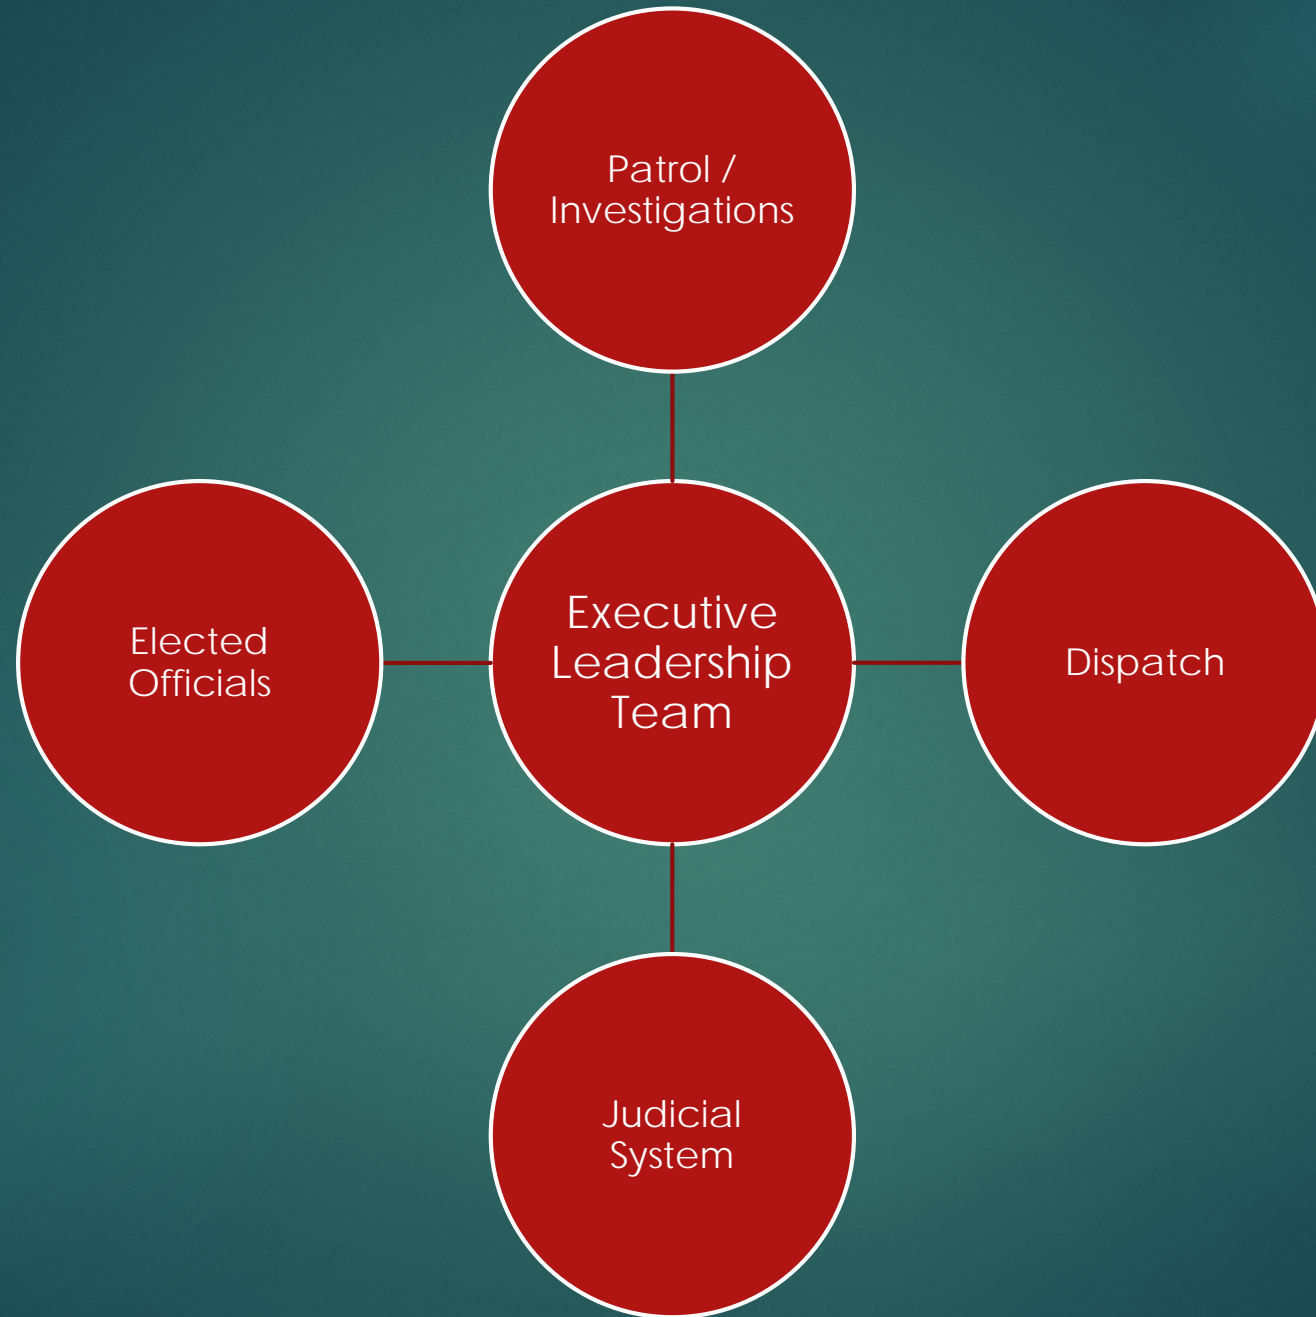 Patrol /
Investigations
Elected
Officials
Executive
Leadership
Team
Dispatch
Judicial
System